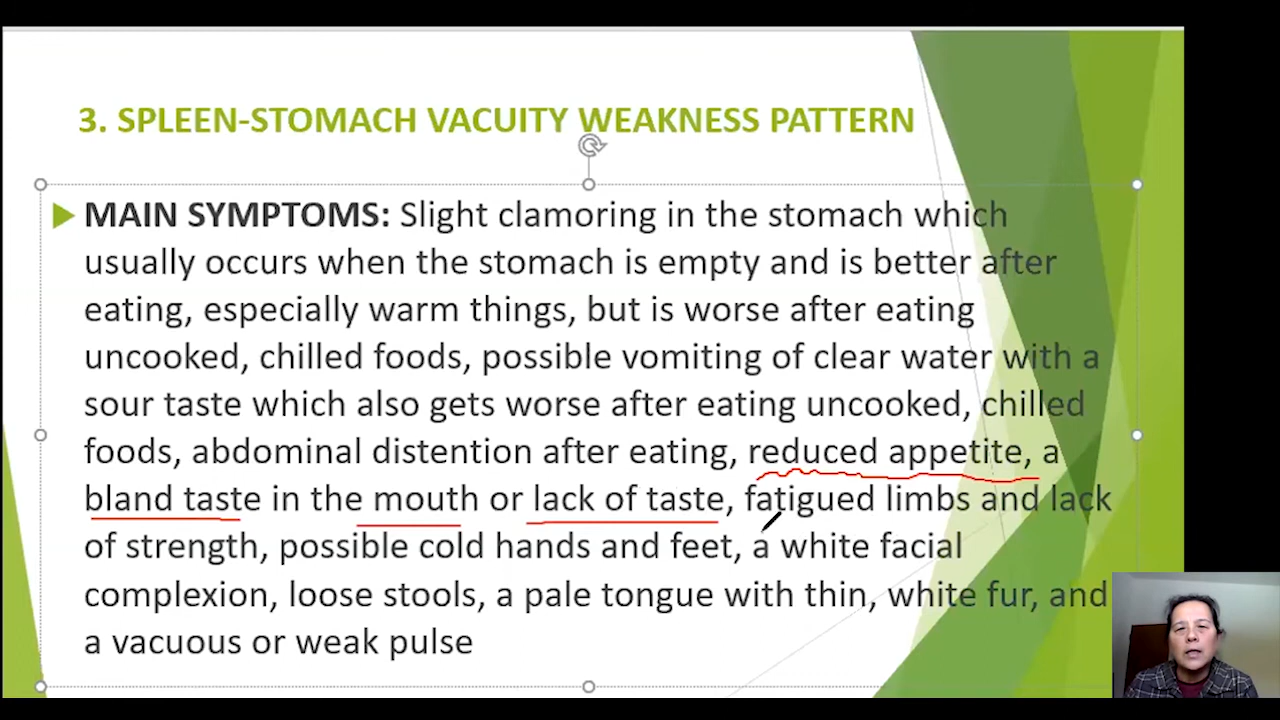 3. SPLEEN-STOMACH VACUITY WEAKNESS PATTERN
MAIN SYMPTOMS: Slight clamoring in the stomach which
usually occurs when the stomach is empty and is better after
eating, especially warm things, but is worse after eating
uncooked, chilled foods, possible vomiting of clear water with a
sour taste which also gets worse after eating uncooked, chilled
foods, abdominal distention after eating, reduced appetite, a
bland taste in the mouth or lack of taste, fatigued limbs and lack
of strength, possible cold hands and feet, a white facial
complexion, loose stools, a pale tongue with thin, white fur, and
a vacuous or weak pulse